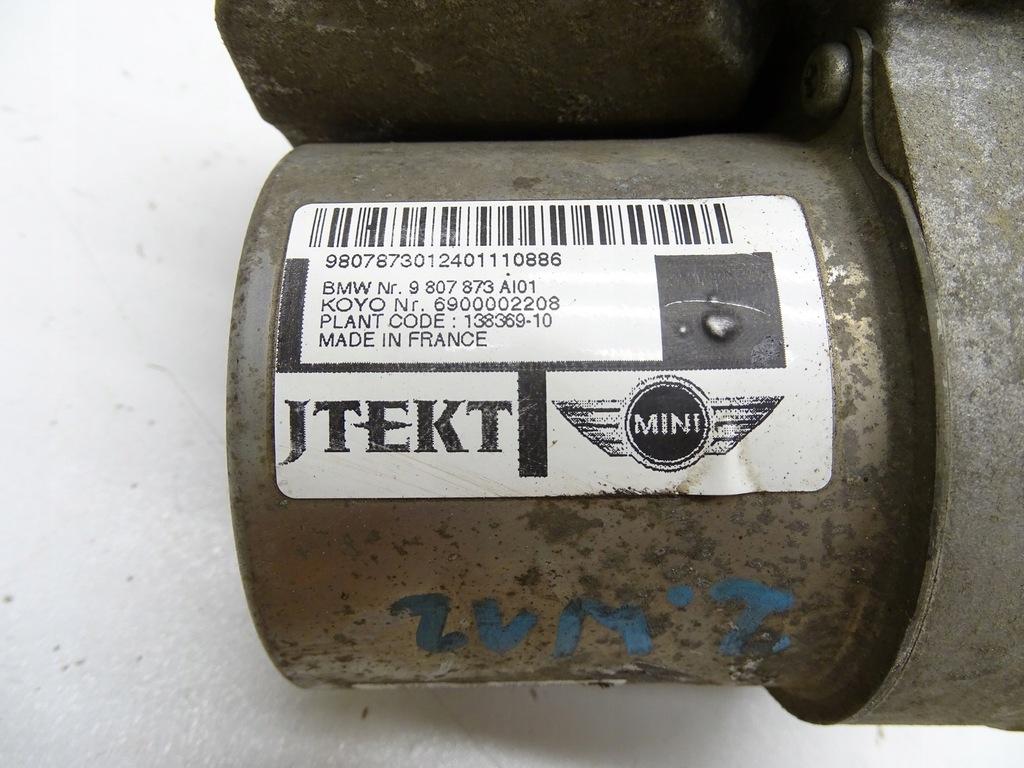 9807873012401110886
BMW Nr. 9 807 873 AI01
KOYO Nr. 6900002208
PLANT CODE : 138369-10
MADE IN FRANCE
JTEKT
MINI